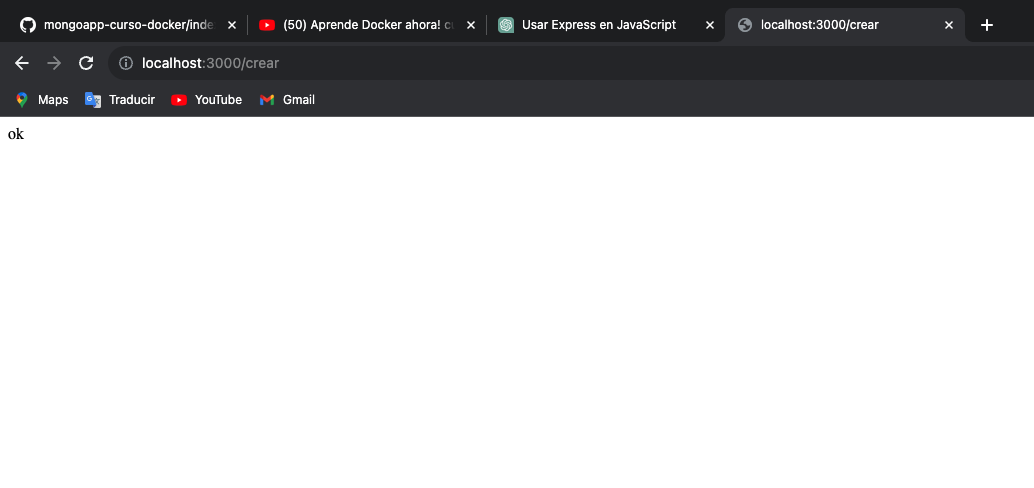 mongoapp-curso-docker/inde
(50) Aprende Docker ahora! cu
Usar Express en JavaScript
localhost:3000/crear
localhost:3000/crear
Maps
Traducir
YouTube
Gmail
ok